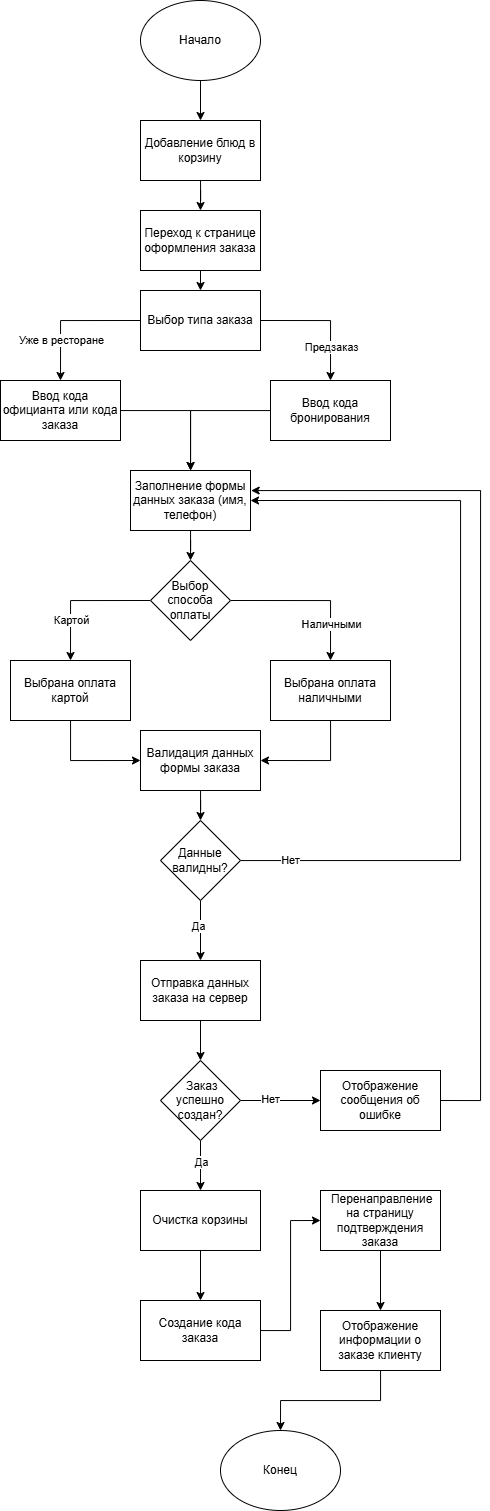 Начало
Добавление блюд в
корзину
Переход к странице
оформления заказа
Выбор типа заказа
Уже в ресторане
Предзаказ
Ввод кода
официанта или кода
заказа
Ввод кода
бронирования
Заполнение формы
данных заказа (имя,
телефон)
Выбор
способа
оплаты
Картой
Наличными
Выбрана оплата
картой
Выбрана оплата
наличными
Валидация данных
формы заказа
Данные
валидны?
Нет
Да
Отправка данных
заказа на сервер
Заказ
успешно
создан?
Нет
Отображение
сообщения об
ошибке
Да
Очистка корзины
Перенаправление
на страницу
подтверждения
заказа
Создание кода
заказа
Отображение
информации о
заказе клиенту
Конец